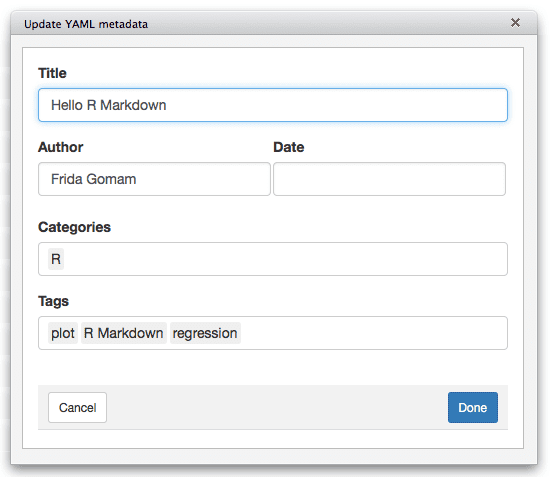 Update YAML metadata
Title
Hello R Markdown
Author Date
Frida Gomam
Categories
R
Tags
plot R Markdown regression
Cancel Done